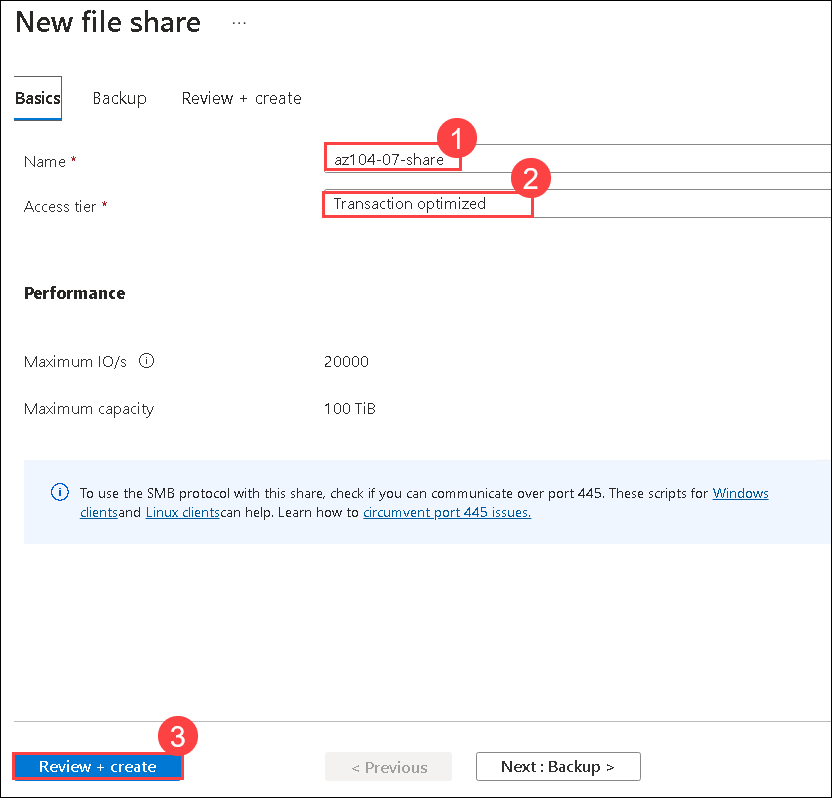 New file share ...
Basics Backup Review + create
1
Name * az104-07-share
2
Access tier * Transaction optimized
Performance
Maximum IO/s 20000
Maximum capacity 100 TiB
To use the SMB protocol with this share, check if you can communicate over port 445. These scripts for Windows
clientsand Linux clientscan help. Learn how to circumvent port 445 issues.
3
Review + create < Previous Next : Backup >